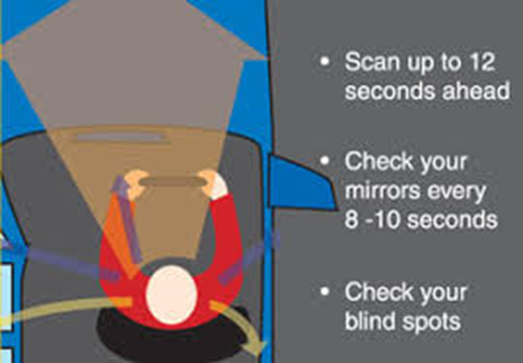 • Scan up to 12
seconds ahead
• Check your
mirrors every
8 -10 seconds
• Check your
blind spots